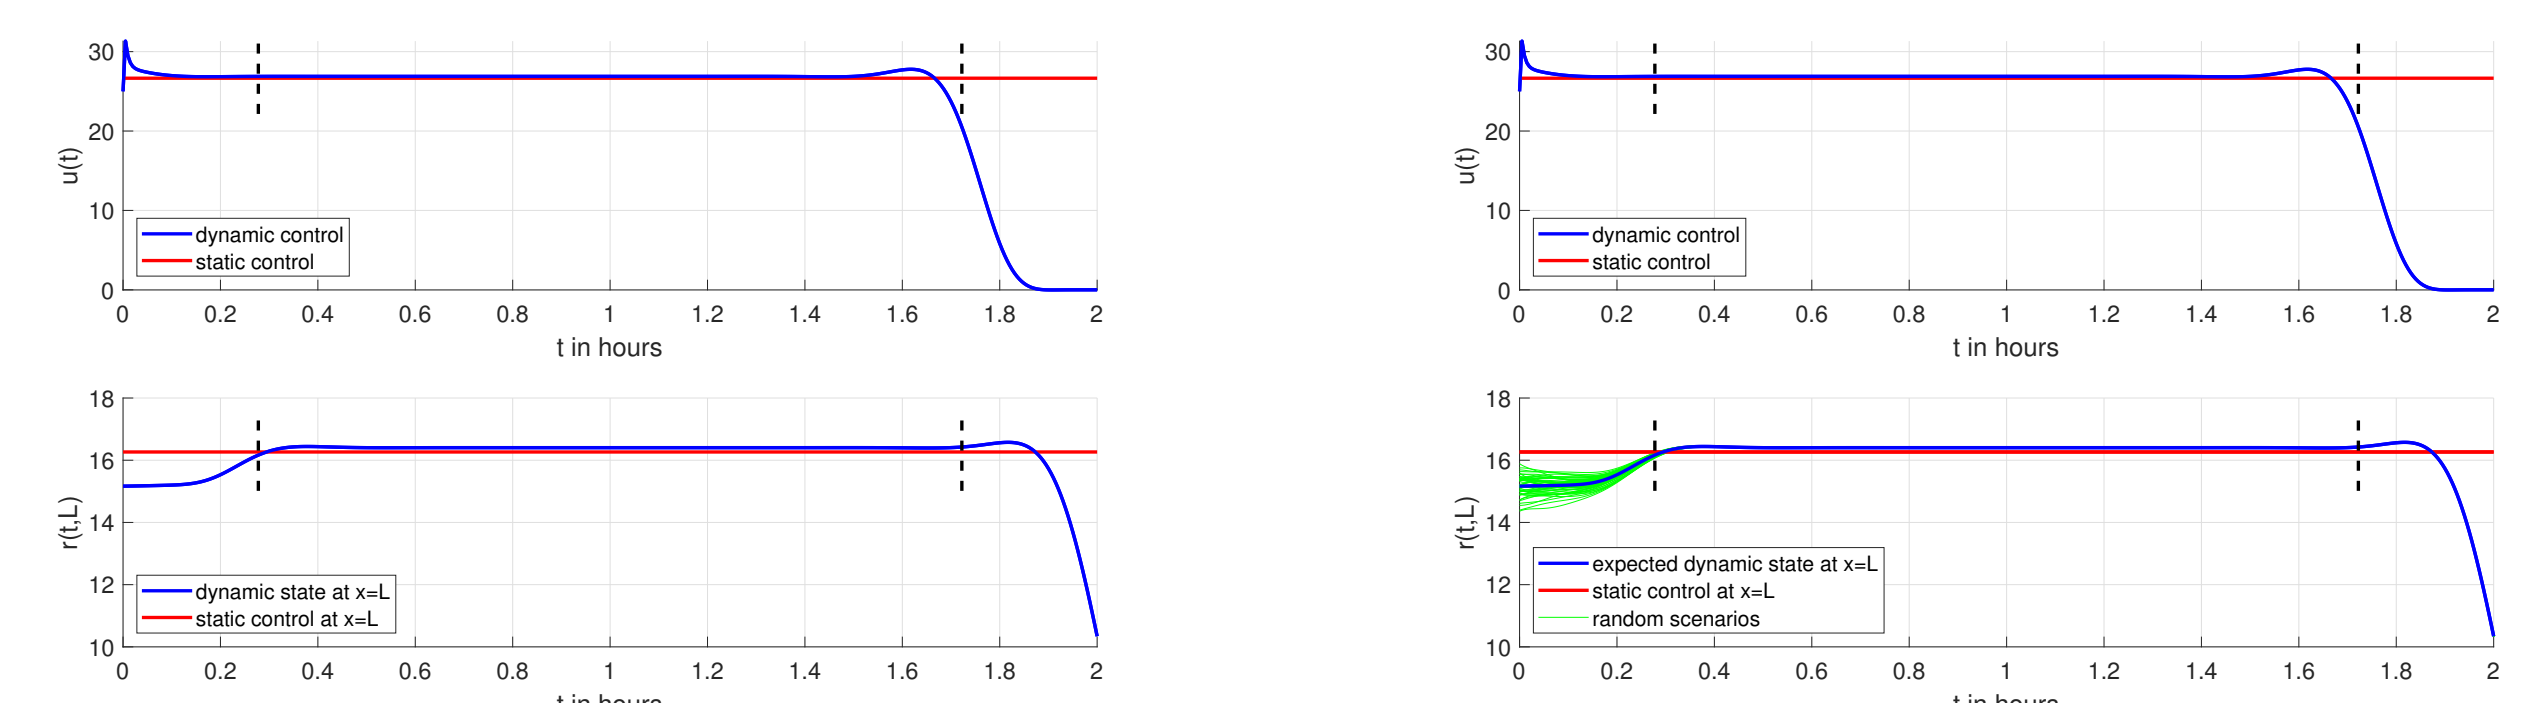 30
20
10
0
u(t)
dynamic control
static control
0 0.2 0.4 0.6 0.8 1 1.2 1.4 1.6 1.8 2
t in hours
18
16
14
12
10
r(t,L)
dynamic state at x=L
static control at x=L
0 0.2 0.4 0.6 0.8 1 1.2 1.4 1.6 1.8 2
t in hours
30
20
10
0
u(t)
dynamic control
static control
0 0.2 0.4 0.6 0.8 1 1.2 1.4 1.6 1.8 2
t in hours
18
16
14
12
10
r(t,L)
expected dynamic state at x=L
static control at x=L
random scenarios
0 0.2 0.4 0.6 0.8 1 1.2 1.4 1.6 1.8 2
t in hours